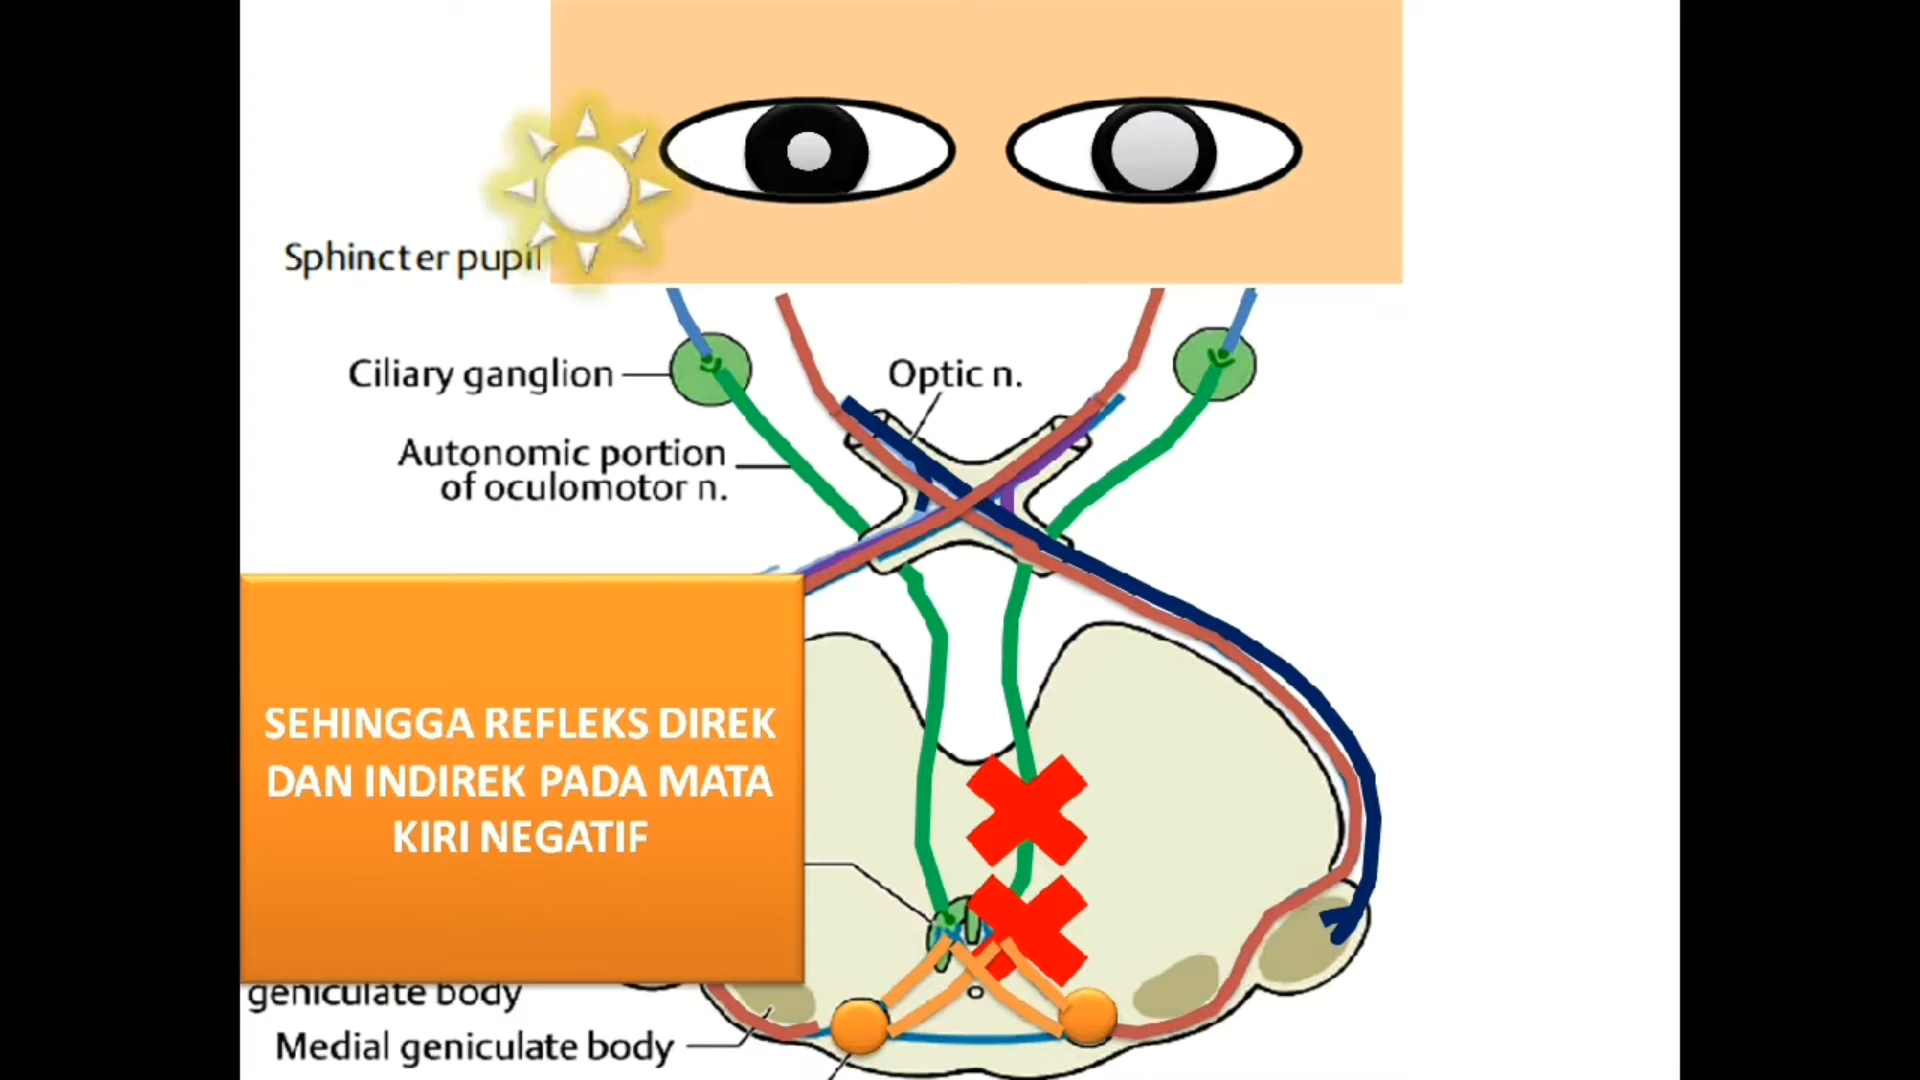 Sphincter pupil
Ciliary ganglion
Optic n.
Autonomic portion
of oculomotor n.
SEHINGGA REFLEKS DIREK
DAN INDIREK PADA MATA
KIRI NEGATIF
geniculate body
Medial geniculate body